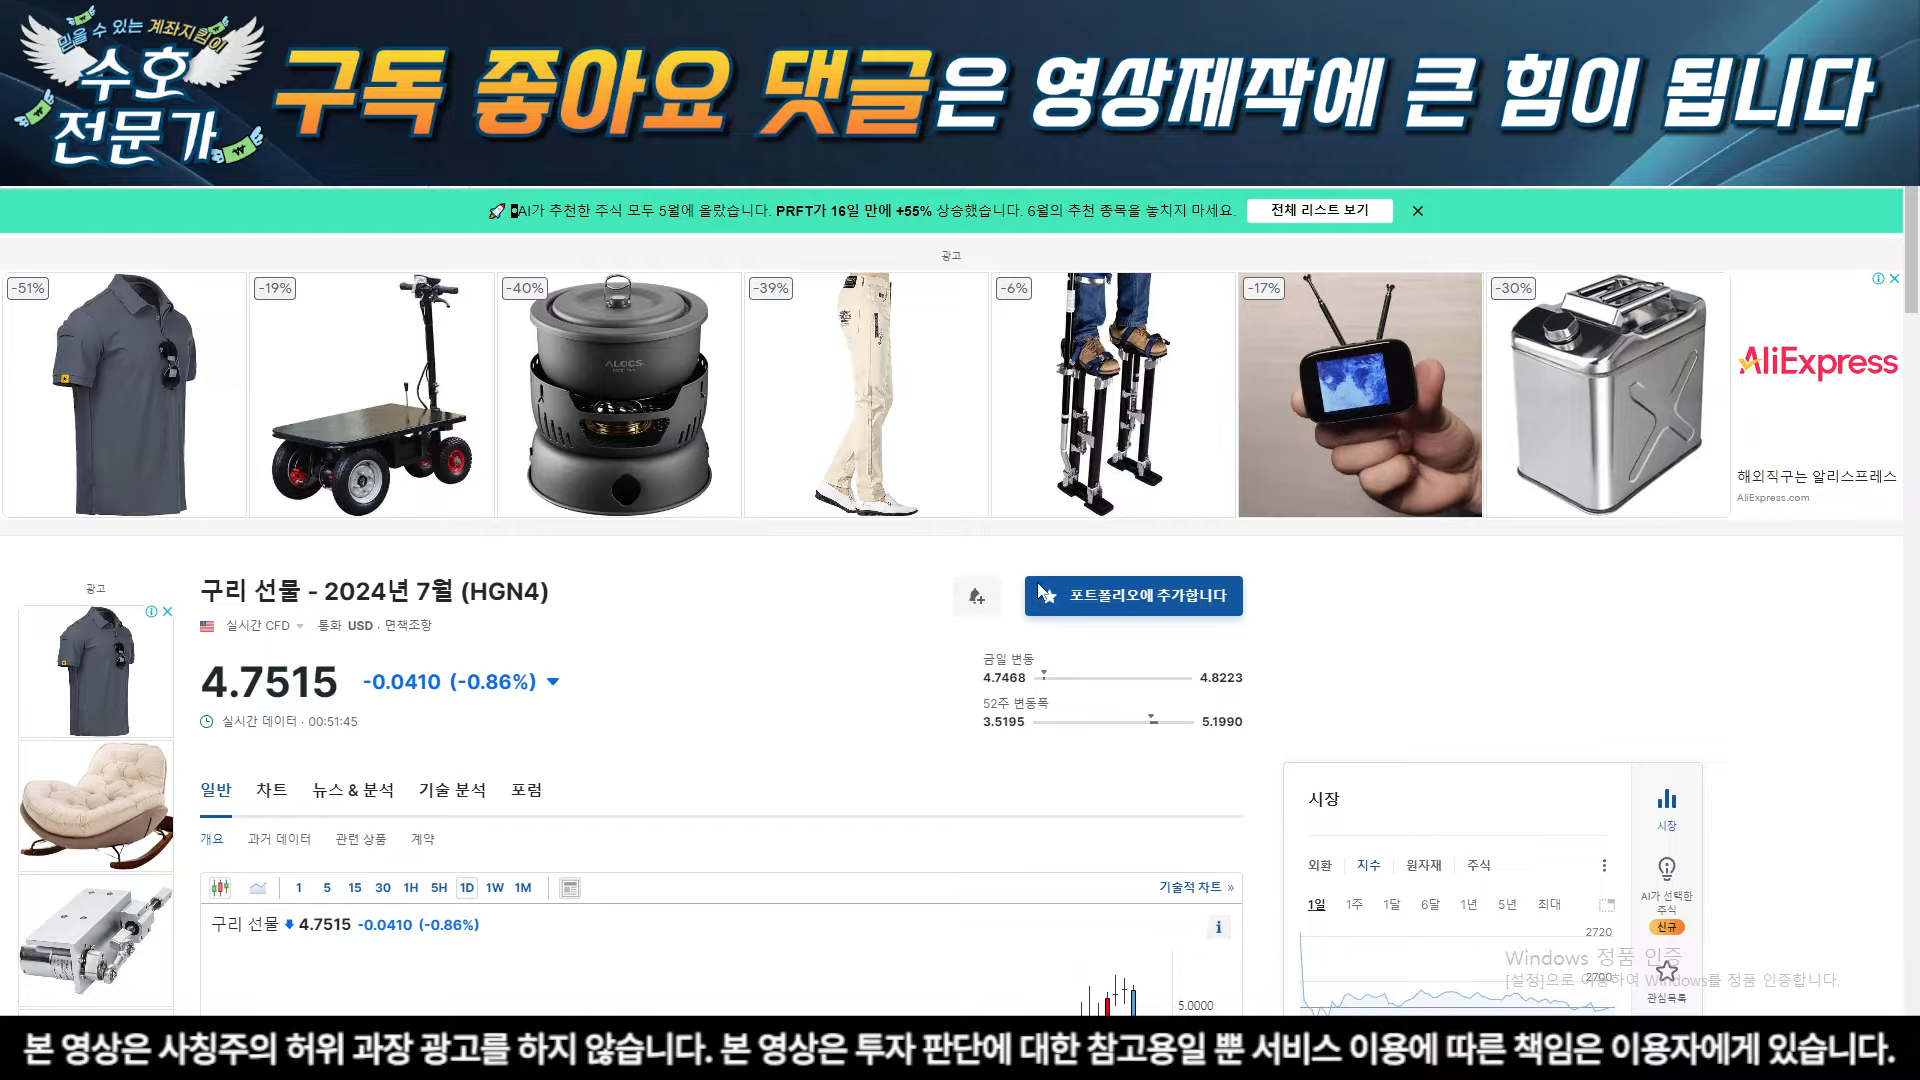 믿을 수 있는 계좌지킴이
수호
전문가
구독 좋아요 댓글은 영상제작에 큰 힘이 됩니다
AI가 추천한 주식 모두 5월에 올랐습니다. PRFT가 16일 만에 +55% 상승했습니다. 6월의 추천 종목을 놓치지 마세요.
전체 리스트 보기
광고
-51%
-19%
-40%
-39%
-6%
-17%
-30%
ALOCS
AliExpress
해외직구는 알리스프레스
AliExpress.com
광고
구리 선물 - 2024년 7월 (HGN4)
포트폴리오에 추가합니다
실시간 CFD
통화 USD · 면책조항
4.7515
-0.0410 (-0.86%)
실시간 데이터 · 00:51:45
금일 변동
4.7468
4.8223
52주 변동폭
3.5195
5.1990
일반
차트
뉴스 & 분석
기술 분석
포럼
개요
과거 데이터
관련 상품
계약
1
5
15
30
1H
5H
1D
1W
1M
기술적 차트 »
구리 선물 4.7515 -0.0410 (-0.86%)
5.0000
시장
외환
지수
원자재
주식
1일
1주
1달
6달
1년
5년
최대
2720
2700
시장
AI가 선택한
주식
신규
관심목록
Windows 정품 인증
[설정]으로 이동하여 Windows를 정품 인증합니다.
본 영상은 사칭주의 허위 과장 광고를 하지 않습니다. 본 영상은 투자 판단에 대한 참고용일 뿐 서비스 이용에 따른 책임은 이용자에게 있습니다.